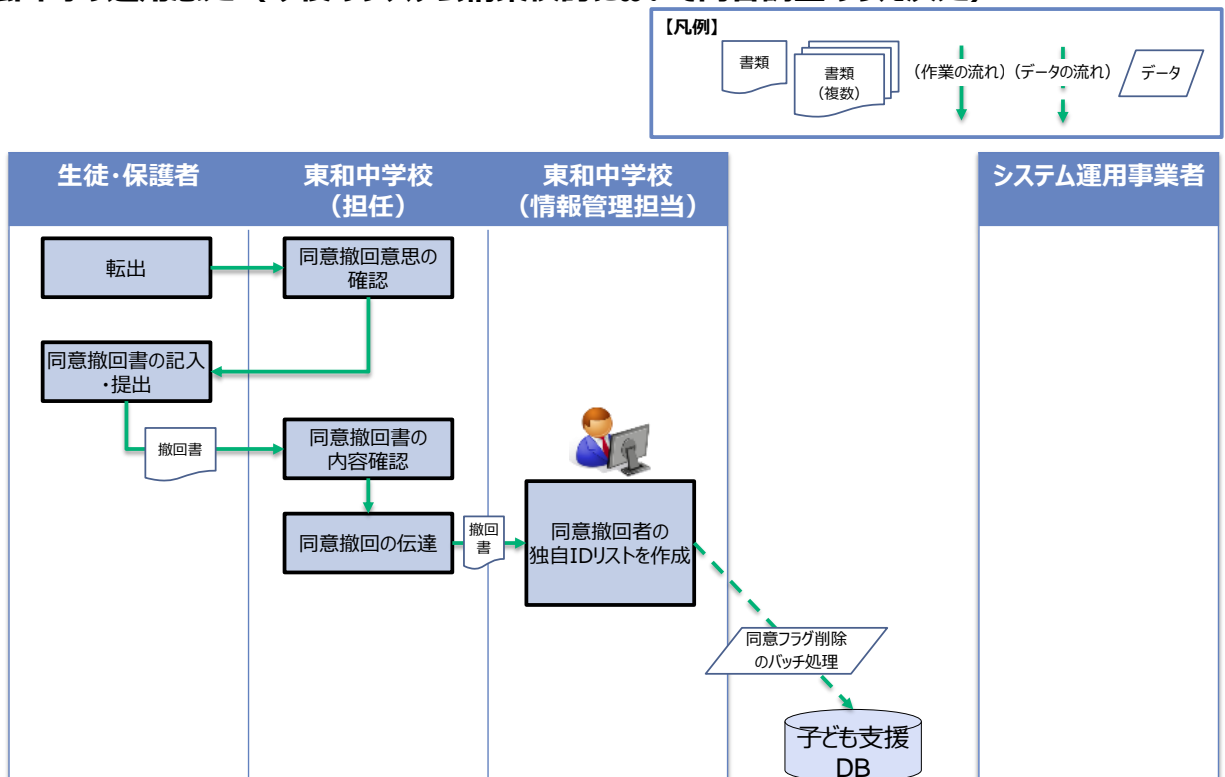 【凡例】
書類
書類
（複数）
（作業の流れ）
（データの流れ）
データ
生徒・保護者
東和中学校
（担任）
東和中学校
（情報管理担当）
システム運用事業者
転出
同意撤回意思の
確認
同意撤回書の記入
・提出
撤回書
同意撤回書の
内容確認
同意撤回の伝達
撤回
書
同意撤回者の
独自IDリストを作成
同意フラグ削除
のバッチ処理
子ども支援
DB